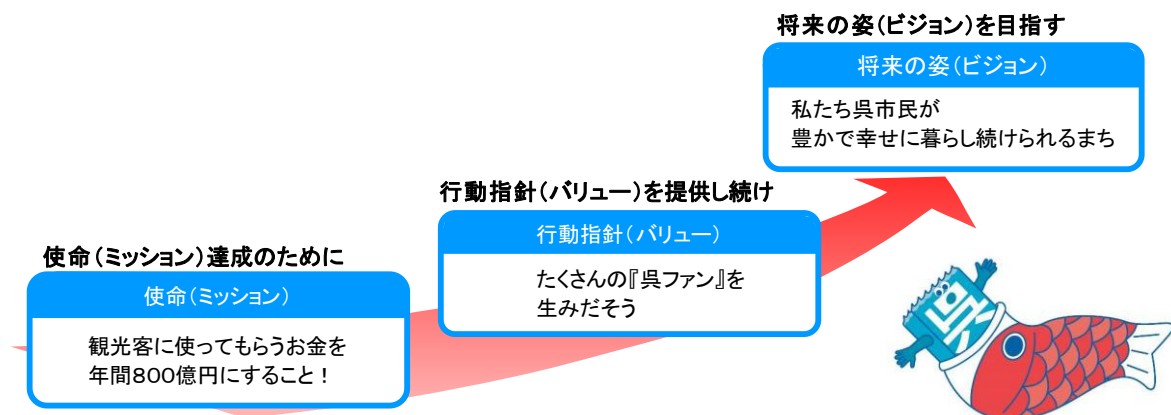 将来の姿(ビジョン)を目指す
将来の姿(ビジョン)
私たち呉市民が
豊かで幸せに暮らし続けられるまち
行動指針(バリュー)を提供し続け
行動指針(バリュー)
たくさんの『呉ファン』を
生みだそう
使命(ミッション)達成のために
使命(ミッション)
観光客に使ってもらうお金を
年間800億円にすること!
呉